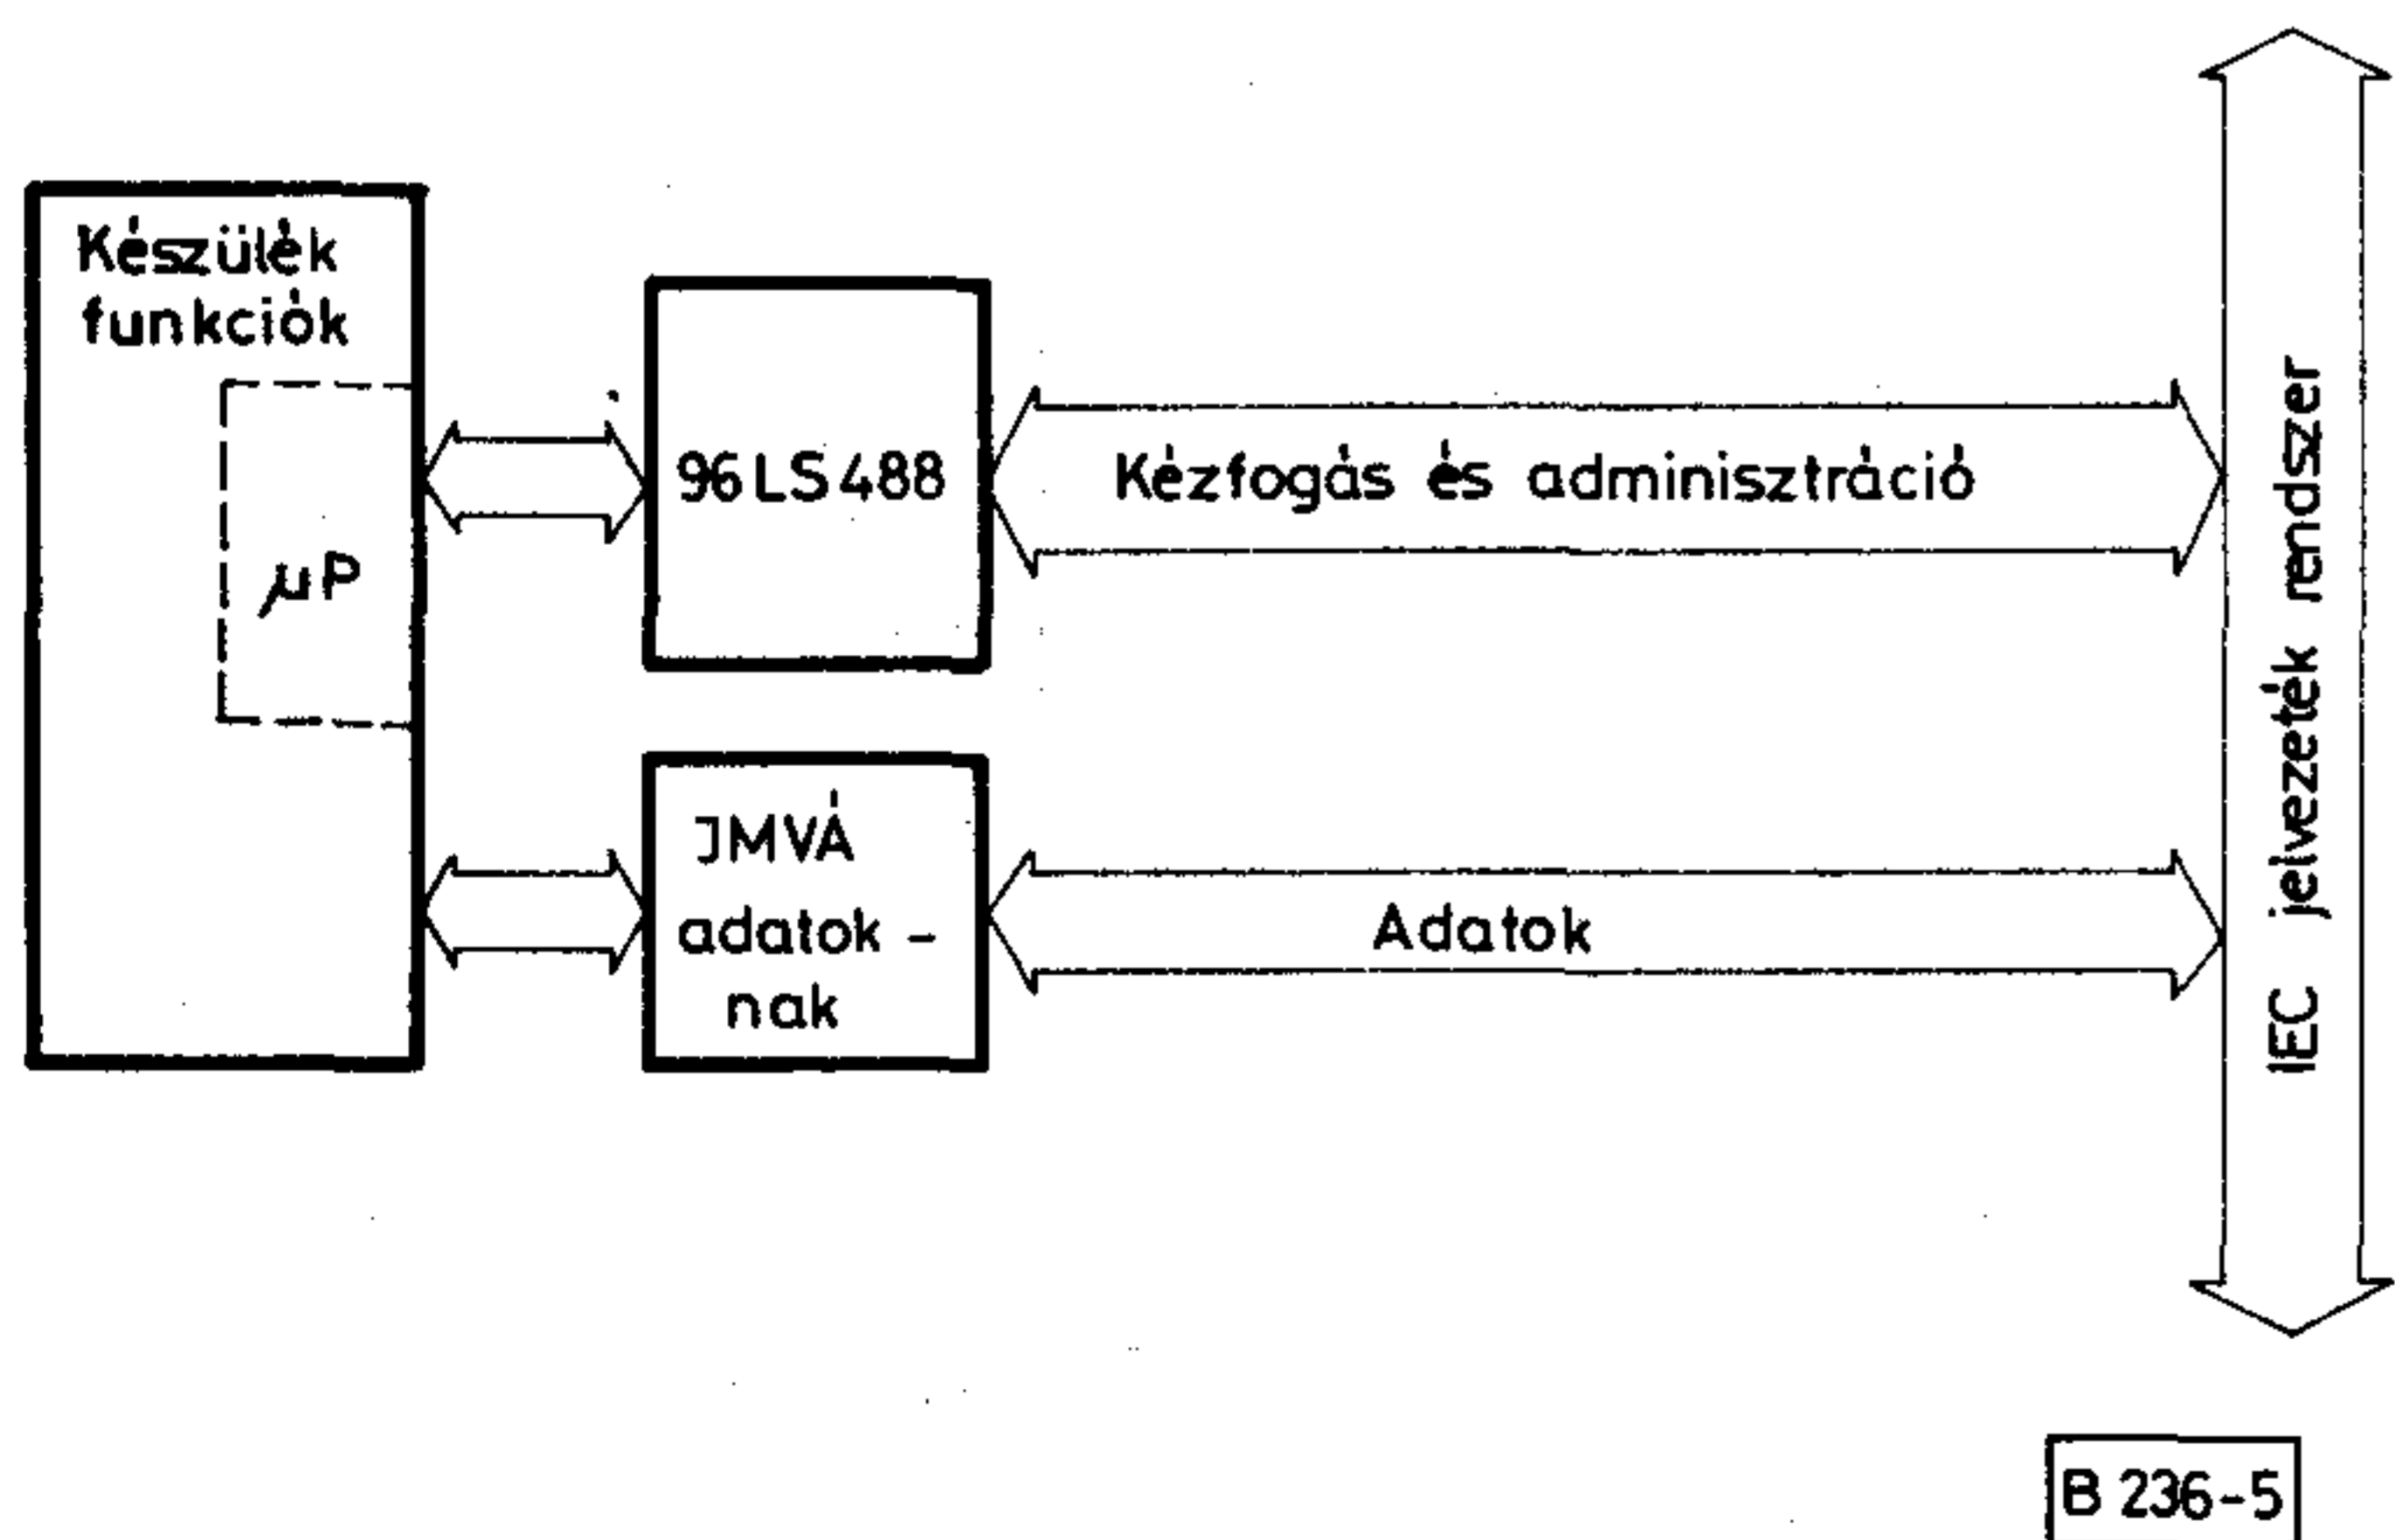 Készülék
funkciók
μP
96LS488
JMVÁ
adatok -
nak
Kézfogás és adminisztráció
Adatok
IEC jelvezeték rendszer
B 236-5